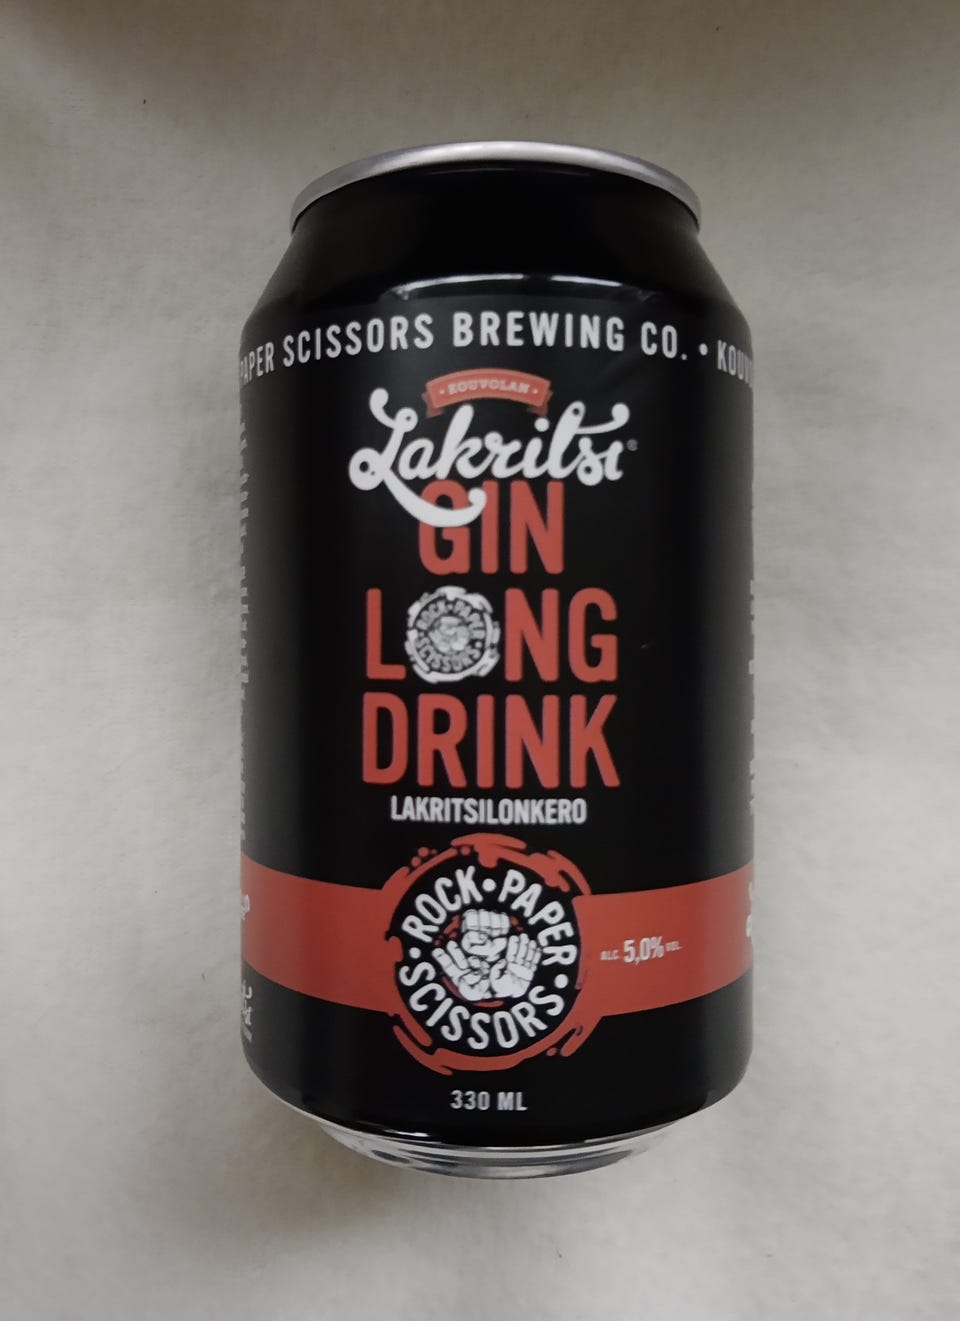 PAPER SCISSORS BREWING CO. •
• KOUVOLAN •
Lakritsi
GIN
LONG
ROCK • PAPER • SCISSORS •
DRINK
LAKRITSILONKERO
ROCK • PAPER • SCISSORS •
ALC. 5,0% VOL.
330 ML